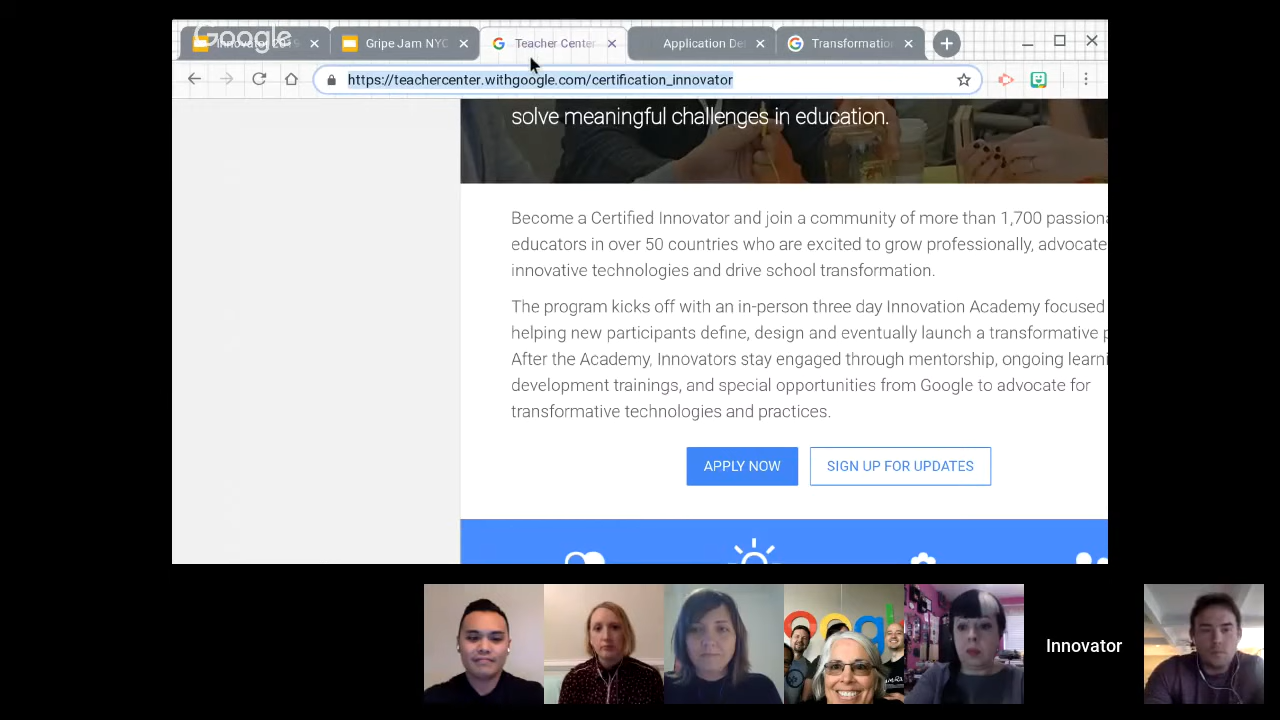 Google
Innovator 2019
Gripe Jam NYC
Teacher Center
Application De
Transformatio
https://teachercenter.withgoogle.com/certification_innovator
solve meaningful challenges in education.
Become a Certified Innovator and join a community of more than 1,700 passiona
educators in over 50 countries who are excited to grow professionally, advocate
innovative technologies and drive school transformation.
The program kicks off with an in-person three day Innovation Academy focused
helping new participants define, design and eventually launch a transformative p
After the Academy, Innovators stay engaged through mentorship, ongoing learni
development trainings, and special opportunities from Google to advocate for
transformative technologies and practices.
APPLY NOW
SIGN UP FOR UPDATES
Innovator